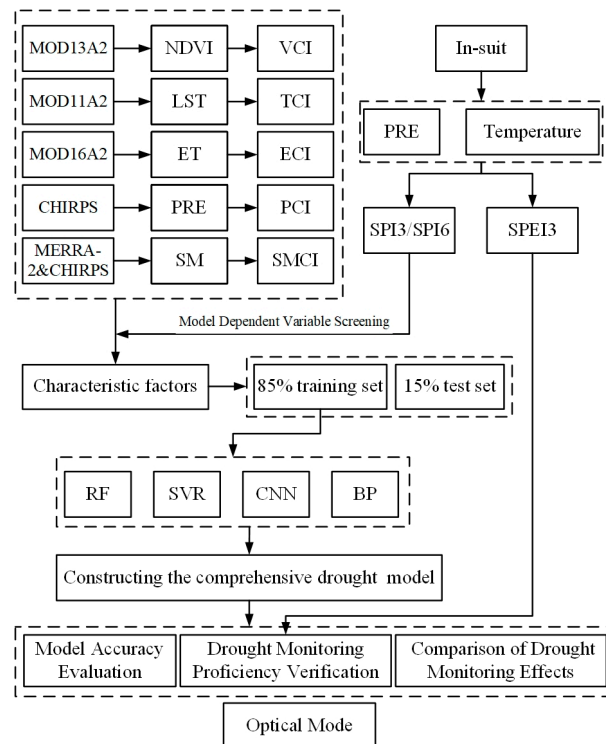 MOD13A2
NDVI
VCI
MOD11A2
LST
TCI
MOD16A2
ET
ECI
CHIRPS
PRE
PCI
MERRA-
2&CHIRPS
SM
SMCI
In-suit
PRE
Temperature
SPI3/SPI6
SPEI3
Model Dependent Variable Screening
Characteristic factors
85% training set
15% test set
RF
SVR
CNN
BP
Constructing the comprehensive drought model
Model Accuracy
Evaluation
Drought Monitoring
Proficiency Verification
Comparison of Drought
Monitoring Effects
Optical Mode